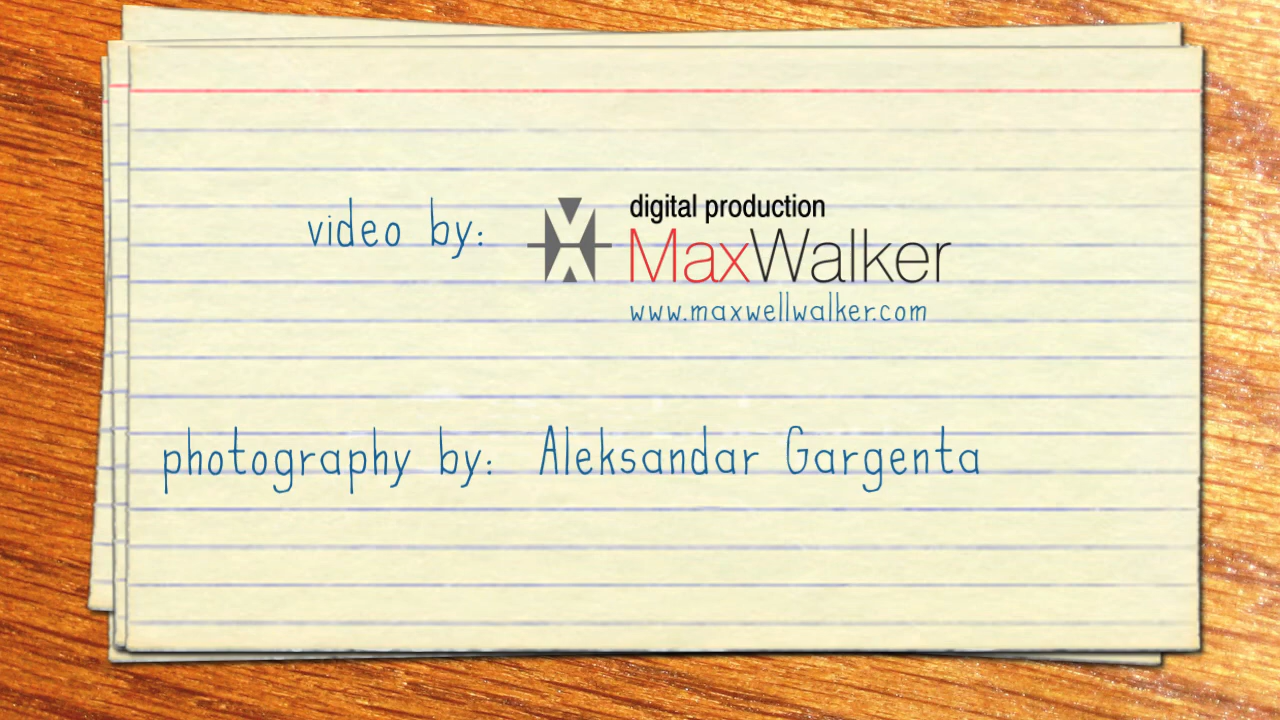 video by:
digital production
MaxWalker
www.maxwellwalker.com
photography by: Aleksandar Gargenta